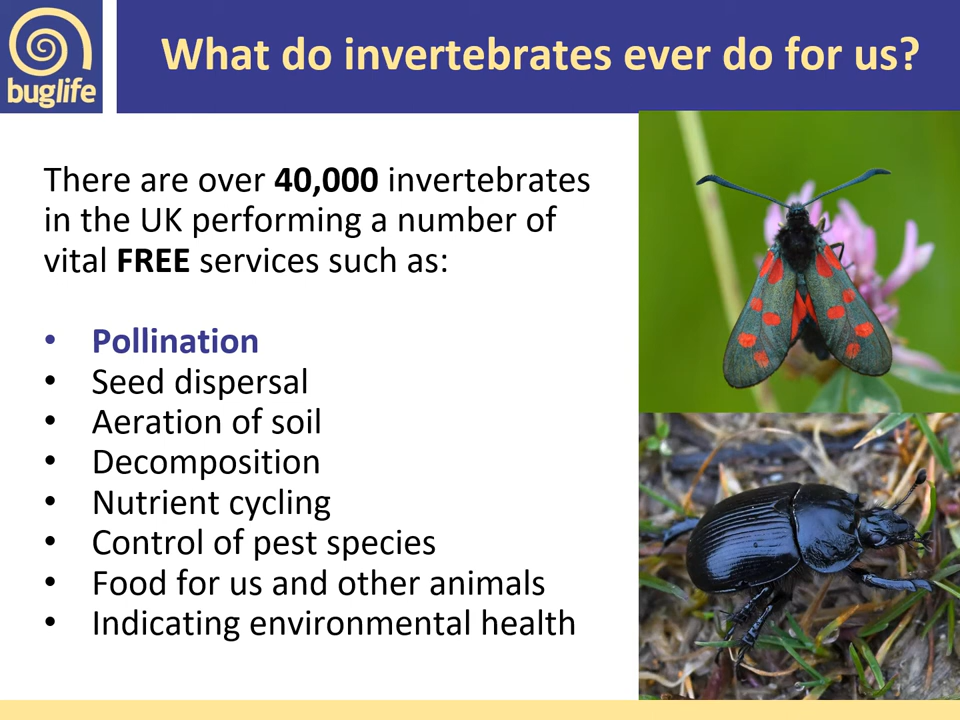 buglife
What do invertebrates ever do for us?
There are over 40,000 invertebrates
in the UK performing a number of
vital FREE services such as:
• Pollination
• Seed dispersal
• Aeration of soil
• Decomposition
• Nutrient cycling
• Control of pest species
• Food for us and other animals
• Indicating environmental health